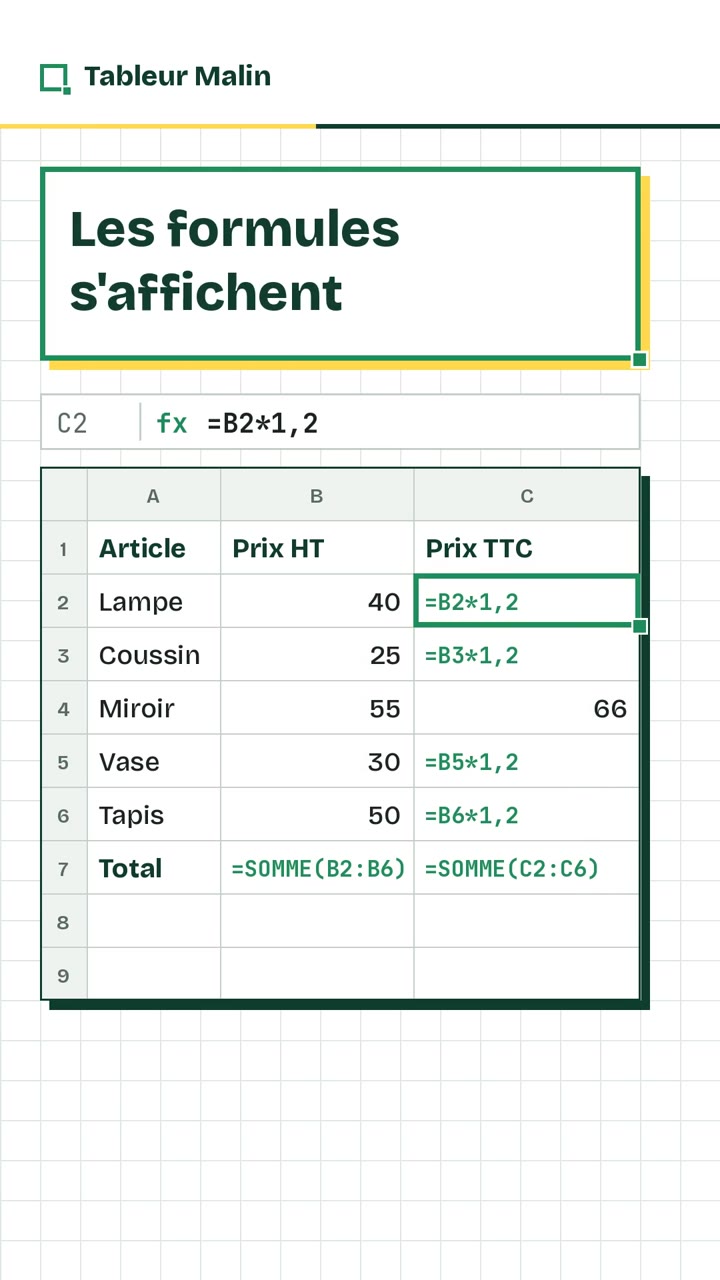 Tableur Malin
Les formules
s'affichent
C2 fx =B2*1,2
A B C
1 Article Prix HT Prix TTC
2 Lampe 40 =B2*1,2
3 Coussin 25 =B3*1,2
4 Miroir 55 66
5 Vase 30 =B5*1,2
6 Tapis 50 =B6*1,2
7 Total =SOMME(B2:B6) =SOMME(C2:C6)
8
9